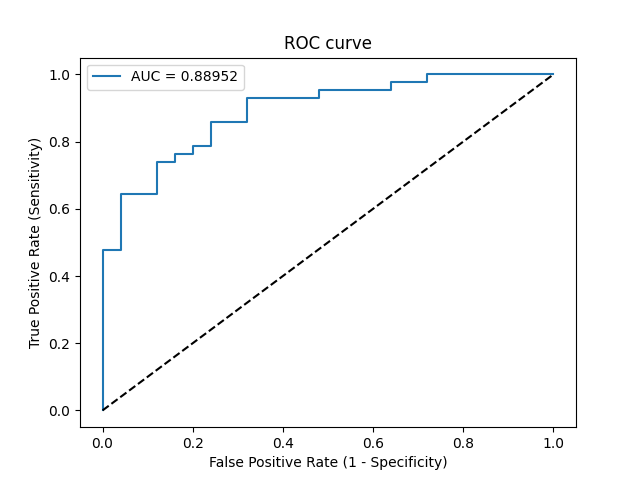 ROC curve
AUC = 0.88952
1.0
0.8
0.6
0.4
0.2
0.0
True Positive Rate (Sensitivity)
0.0 0.2 0.4 0.6 0.8 1.0
False Positive Rate (1 - Specificity)